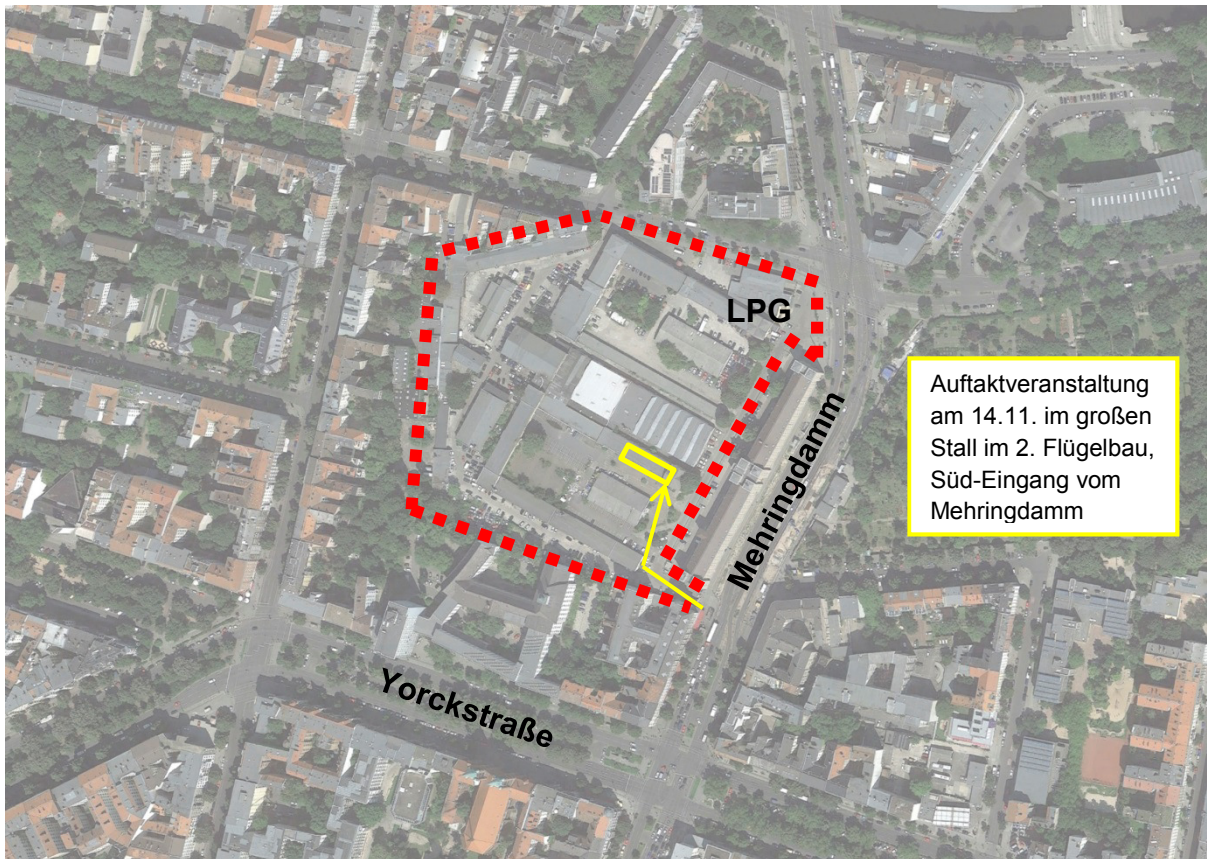 LPG
Mehringdamm
Auftaktveranstaltung
am 14.11. im großen
Stall im 2. Flügelbau,
Süd-Eingang vom
Mehringdamm
Yorckstraße